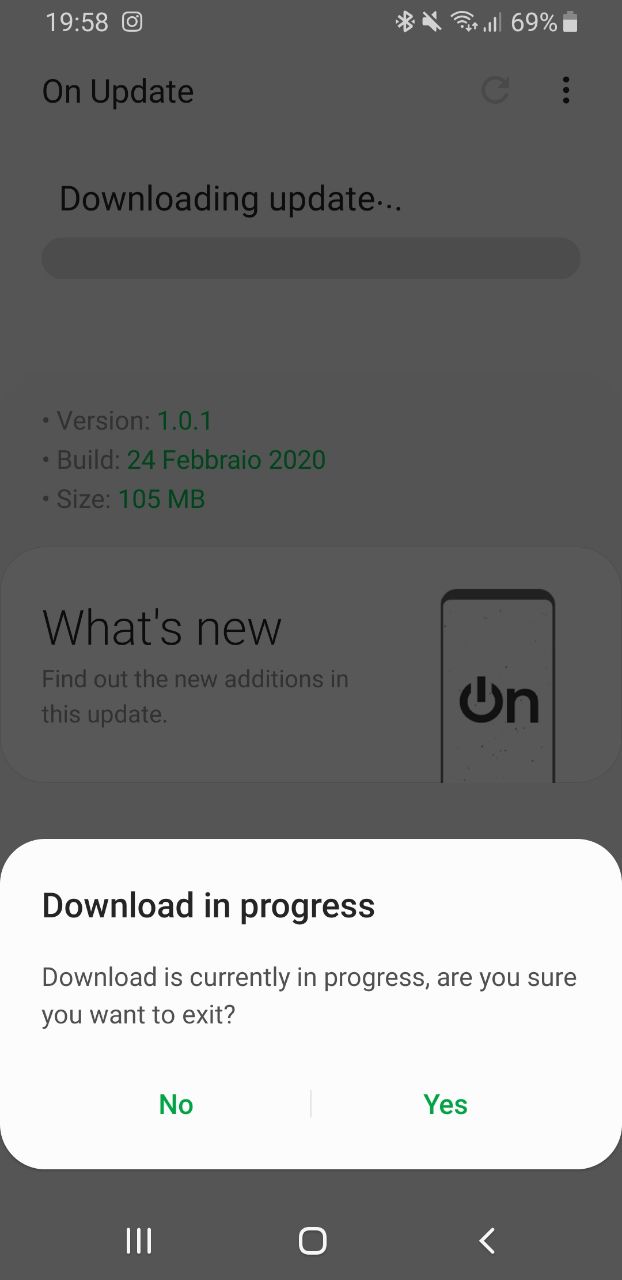 19:58 69%
On Update
Downloading update...
• Version: 1.0.1
• Build: 24 Febbraio 2020
• Size: 105 MB
What's new
Find out the new additions in
this update.
On
Download in progress
Download is currently in progress, are you sure
you want to exit?
No Yes